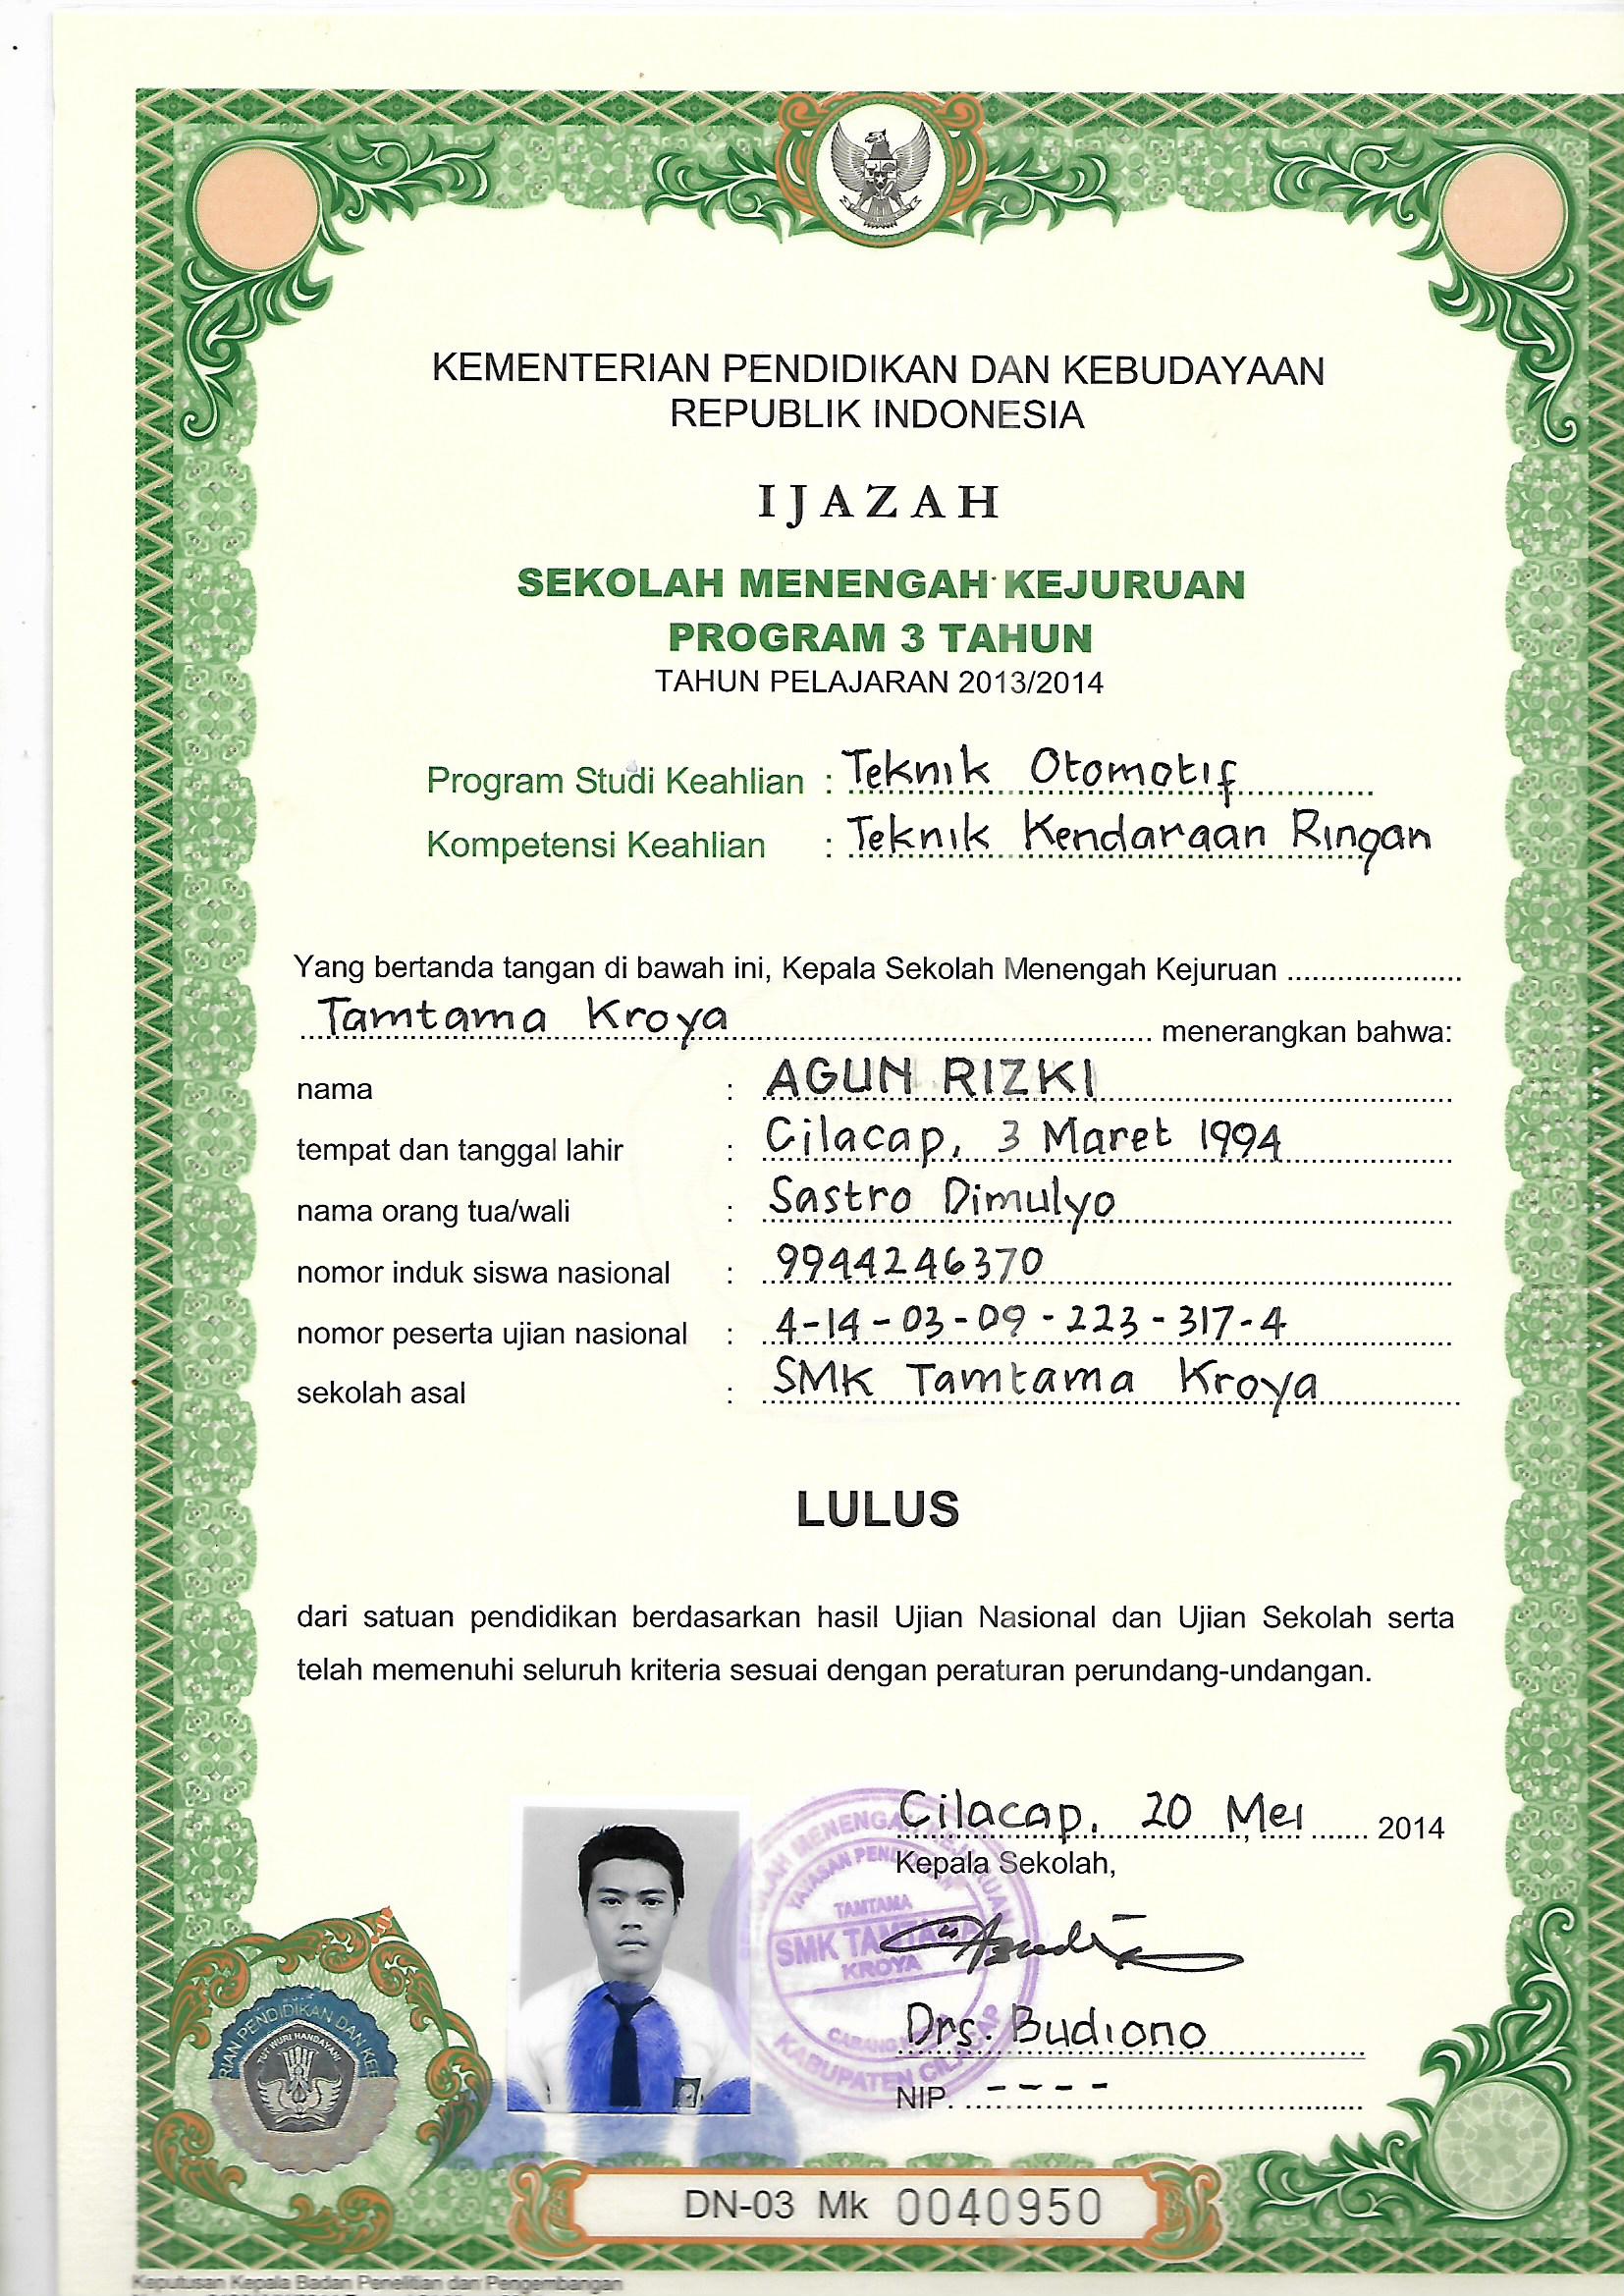 KEMENTERIAN PENDIDIKAN DAN KEBUDAYAAN
REPUBLIK INDONESIA
IJAZAH
SEKOLAH MENENGAH KEJURUAN
PROGRAM 3 TAHUN
TAHUN PELAJARAN 2013/2014
Program Studi Keahlian : Teknik Otomotif
Kompetensi Keahlian : Teknik Kendaraan Ringan
Yang bertanda tangan di bawah ini, Kepala Sekolah Menengah Kejuruan
Tamtama Kroya menerangkan bahwa:
nama : AGUN RIZKI
tempat dan tanggal lahir : Cilacap, 3 Maret 1994
nama orang tua/wali : Sastro Dimulyo
nomor induk siswa nasional : 9944246370
nomor peserta ujian nasional : 4-14-03-09-223-317-4
sekolah asal : SMK Tamtama Kroya
LULUS
dari satuan pendidikan berdasarkan hasil Ujian Nasional dan Ujian Sekolah serta
telah memenuhi seluruh kriteria sesuai dengan peraturan perundang-undangan.
Cilacap, 20 Mei 2014
Kepala Sekolah,
SEKOLAH MENENGAH KEJURUAN
YAYASAN PENDIDIKAN
TAMTAMA
SMK TAMTAMA
KROYA
CABANG
KABUPATEN CILACAP
Drs. Budiono
NIP. ----
PENDIDIKAN DAN
TUT WURI HANDAYANI
DN-03 Mk 0040950
Keputusan Kepala Badan Penelitian dan Pengembangan